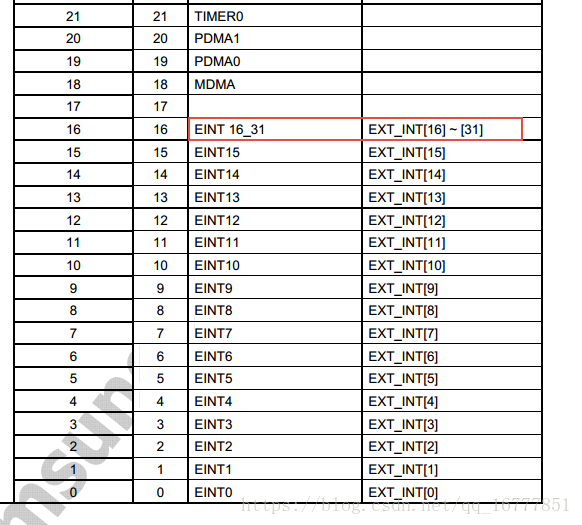 21 21 TIMER0
20 20 PDMA1
19 19 PDMA0
18 18 MDMA
17 17
16 16 EINT 16_31 EXT_INT[16] ~ [31]
15 15 EINT15 EXT_INT[15]
14 14 EINT14 EXT_INT[14]
13 13 EINT13 EXT_INT[13]
12 12 EINT12 EXT_INT[12]
11 11 EINT11 EXT_INT[11]
10 10 EINT10 EXT_INT[10]
9 9 EINT9 EXT_INT[9]
8 8 EINT8 EXT_INT[8]
7 7 EINT7 EXT_INT[7]
6 6 EINT6 EXT_INT[6]
5 5 EINT5 EXT_INT[5]
4 4 EINT4 EXT_INT[4]
3 3 EINT3 EXT_INT[3]
2 2 EINT2 EXT_INT[2]
1 1 EINT1 EXT_INT[1]
0 0 EINT0 EXT_INT[0]
msung
https://blog.csdn.net/qq_16777851